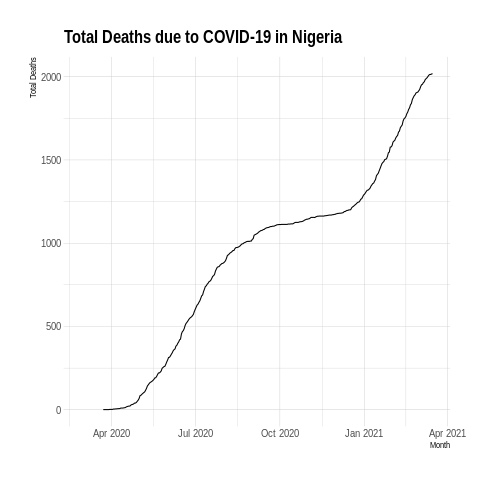 Total Deaths due to COVID-19 in Nigeria
Total Deaths
2000
1500
1000
500
0
Apr 2020 Jul 2020 Oct 2020 Jan 2021 Apr 2021
Month